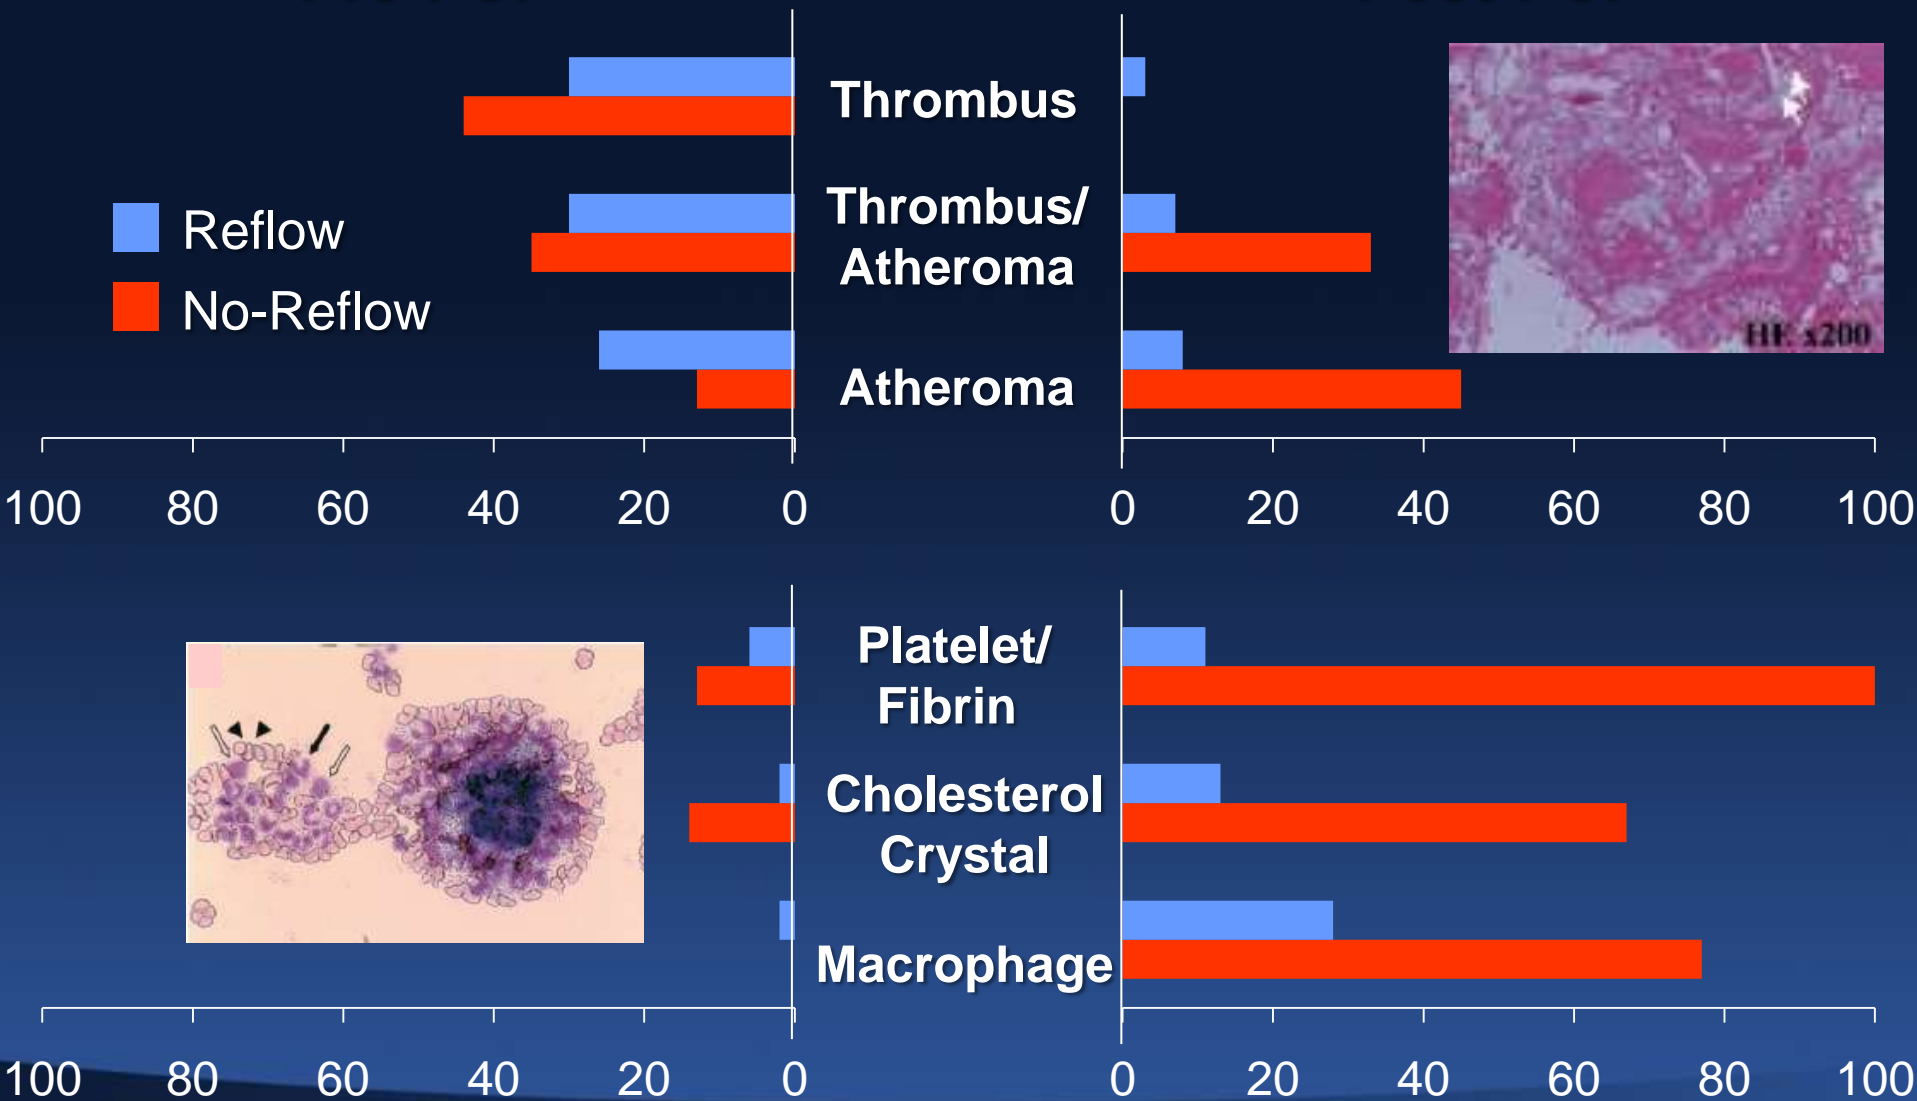 Thrombus
Thrombus/
Atheroma
Atheroma
Reflow
No-Reflow
HE x200
100 80 60 40 20 0
0 20 40 60 80 100
Platelet/
Fibrin
Cholesterol
Crystal
Macrophage
100 80 60 40 20 0
0 20 40 60 80 100